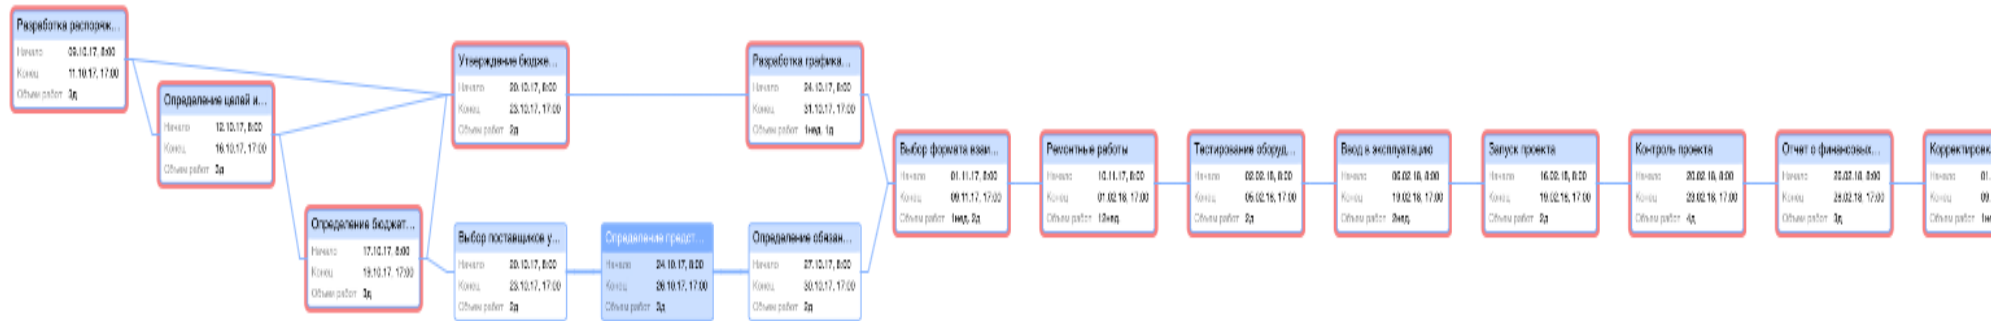 Разработка распоряж...
Начало 09.10.17, 8:00
Конец 11.10.17, 17:00
Объем работ 3д
Определение целей и...
Начало 12.10.17, 8:00
Конец 16.10.17, 17:00
Объем работ 3д
Определение бюджет...
Начало 17.10.17, 8:00
Конец 19.10.17, 17:00
Объем работ 3д
Утверждение бюдже...
Начало 20.10.17, 8:00
Конец 23.10.17, 17:00
Объем работ 2д
Выбор поставщиков у...
Начало 20.10.17, 8:00
Конец 23.10.17, 17:00
Объем работ 2д
Определение предст...
Начало 24.10.17, 8:00
Конец 26.10.17, 17:00
Объем работ 3д
Разработка графика...
Начало 24.10.17, 8:00
Конец 31.10.17, 17:00
Объем работ 1нед, 1д
Определение обязан...
Начало 27.10.17, 8:00
Конец 30.10.17, 17:00
Объем работ 2д
Выбор формата взаи...
Начало 01.11.17, 8:00
Конец 09.11.17, 17:00
Объем работ 1нед, 2д
Ремонтные работы
Начало 10.11.17, 8:00
Конец 01.02.18, 17:00
Объем работ 12нед
Тестирование оборуд...
Начало 02.02.18, 8:00
Конец 05.02.18, 17:00
Объем работ 2д
Ввод в эксплуатацию
Начало 06.02.18, 8:00
Конец 19.02.18, 17:00
Объем работ 2нед
Запуск проекта
Начало 16.02.18, 8:00
Конец 19.02.18, 17:00
Объем работ 2д
Контроль проекта
Начало 20.02.18, 8:00
Конец 23.02.18, 17:00
Объем работ 4д
Отчет о финансовых...
Начало 26.02.18, 8:00
Конец 28.02.18, 17:00
Объем работ 3д
Корректировк
Начало 01.
Конец 09.
Объем работ